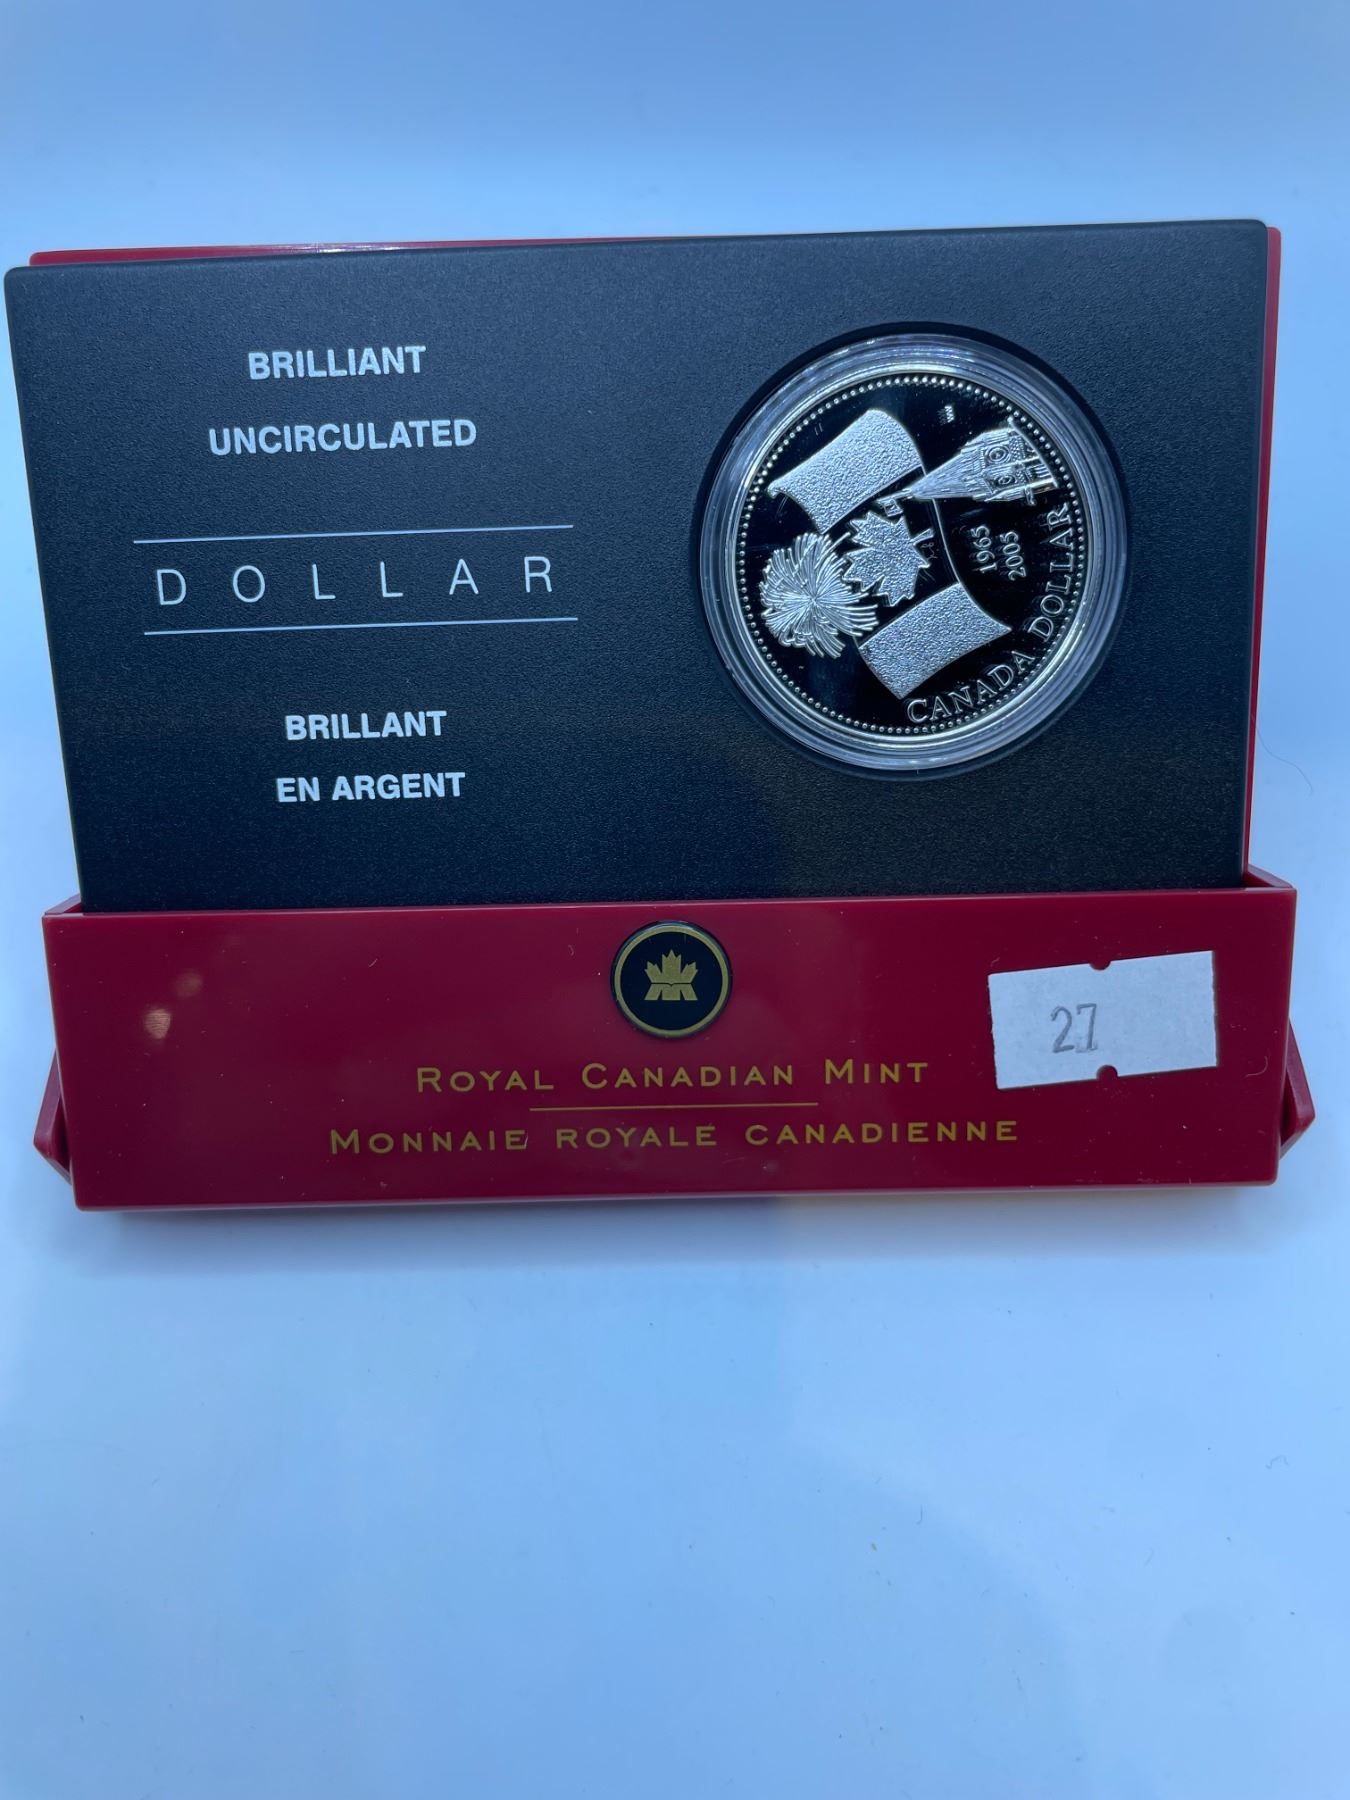 BRILLIANT
UNCIRCULATED
DOLLAR
BRILLANT
EN ARGENT
1965
2005
CANADA DOLLAR
ROYAL CANADIAN MINT
MONNAIE ROYALE CANADIENNE
27